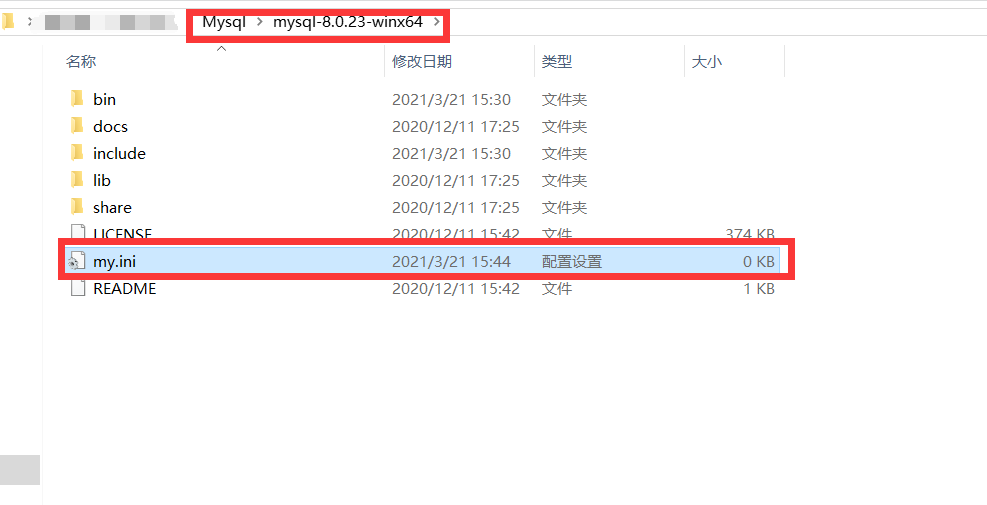 Mysql > mysql-8.0.23-winx64 >
名称 修改日期 类型 大小
bin 2021/3/21 15:30 文件夹
docs 2020/12/11 17:25 文件夹
include 2021/3/21 15:30 文件夹
lib 2020/12/11 17:25 文件夹
share 2020/12/11 17:25 文件夹
LICENSE 2020/12/11 15:42 文件 374 KB
my.ini 2021/3/21 15:44 配置设置 0 KB
README 2020/12/11 15:42 文件 1 KB